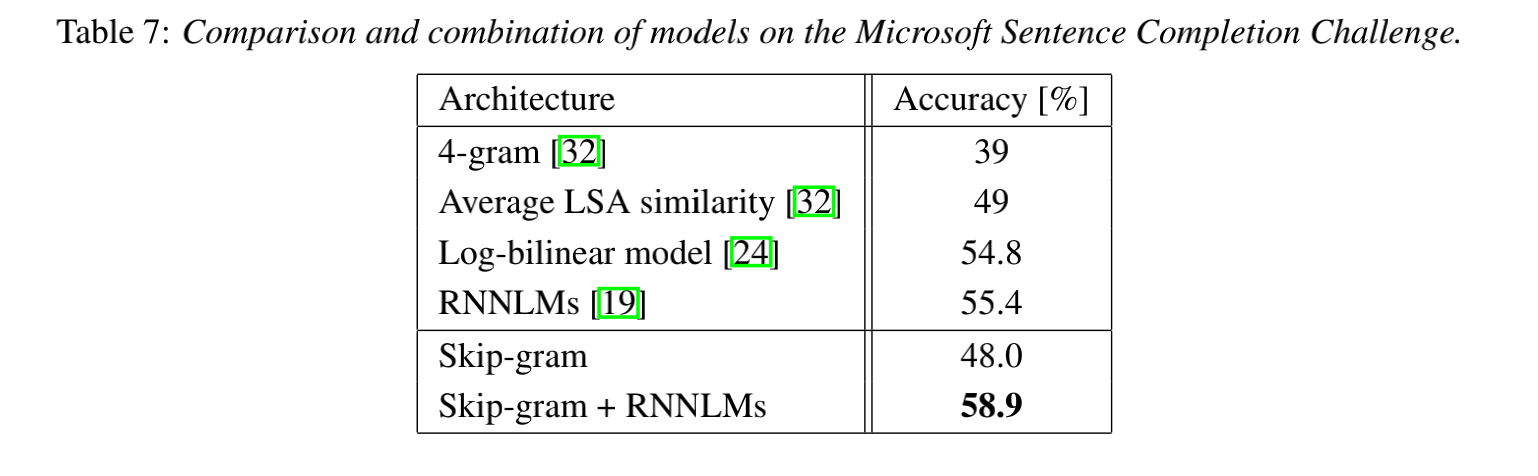 Table 7: Comparison and combination of models on the Microsoft Sentence Completion Challenge.
Architecture Accuracy [%]
4-gram [32] 39
Average LSA similarity [32] 49
Log-bilinear model [24] 54.8
RNNLMs [19] 55.4
Skip-gram 48.0
Skip-gram + RNNLMs 58.9